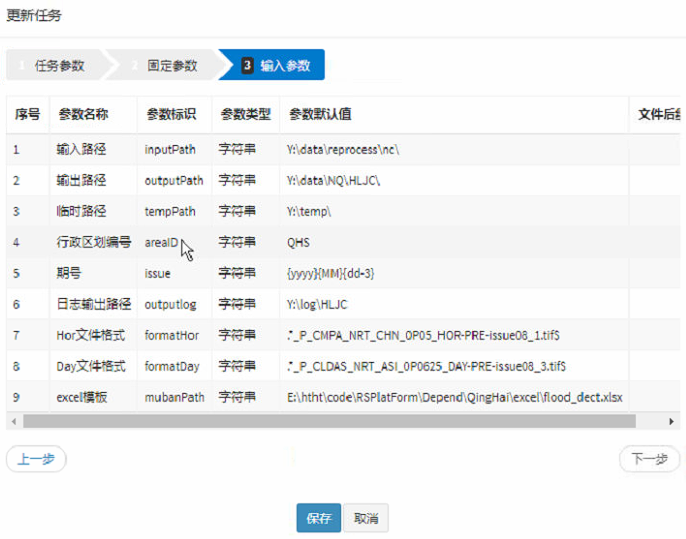 更新任务
1 任务参数 2 固定参数 3 输入参数
序号 参数名称 参数标识 参数类型 参数默认值 文件后缀
1 输入路径 inputPath 字符串 Y:\data\reprocess\nc\
2 输出路径 outputPath 字符串 Y:\data\NQ\HLJC\
3 临时路径 tempPath 字符串 Y:\temp\
4 行政区划编号 areaID 字符串 QHS
5 期号 issue 字符串 {yyyy}{MM}{dd-3}
6 日志输出路径 outputlog 字符串 Y:\log\HLJC
7 Hor文件格式 formatHor 字符串 .*_P_CMPA_NRT_CHN_0P05_HOR-PRE-issue08_1.tif$
8 Day文件格式 formatDay 字符串 .*_P_CLDAS_NRT_ASI_0P0625_DAY-PRE-issue08_3.tif$
9 excel模板 mubanPath 字符串 E:\htht\code\RSPlatForm\Depend\QingHai\excel\flood_dect.xlsx
上一步 下一步
保存 取消